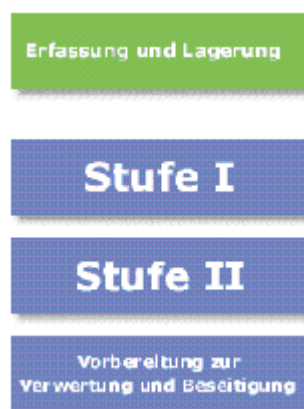 Erfassung und Lagerung
Stufe I
Stufe II
Vorbereitung zur
Verwertung und Beseitigung